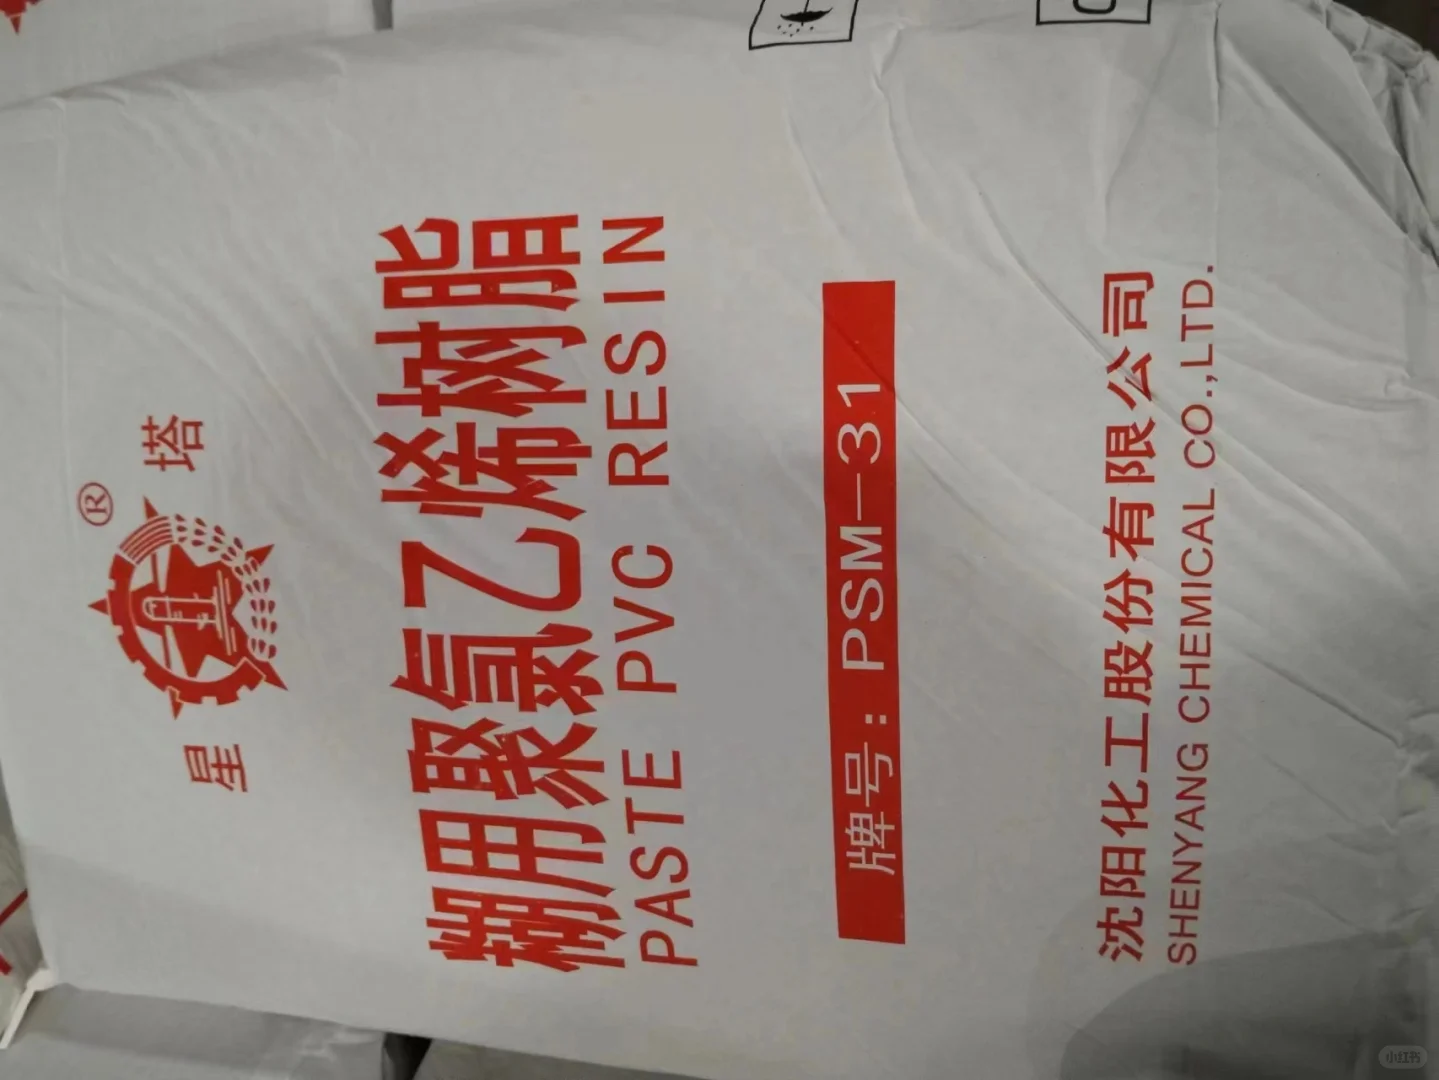 星 塔
®
糊用聚氯乙烯树脂
PASTE PVC RESIN
牌号：PSM—31
沈阳化工股份有限公司
SHENYANG CHEMICAL CO.,LTD.
小红书